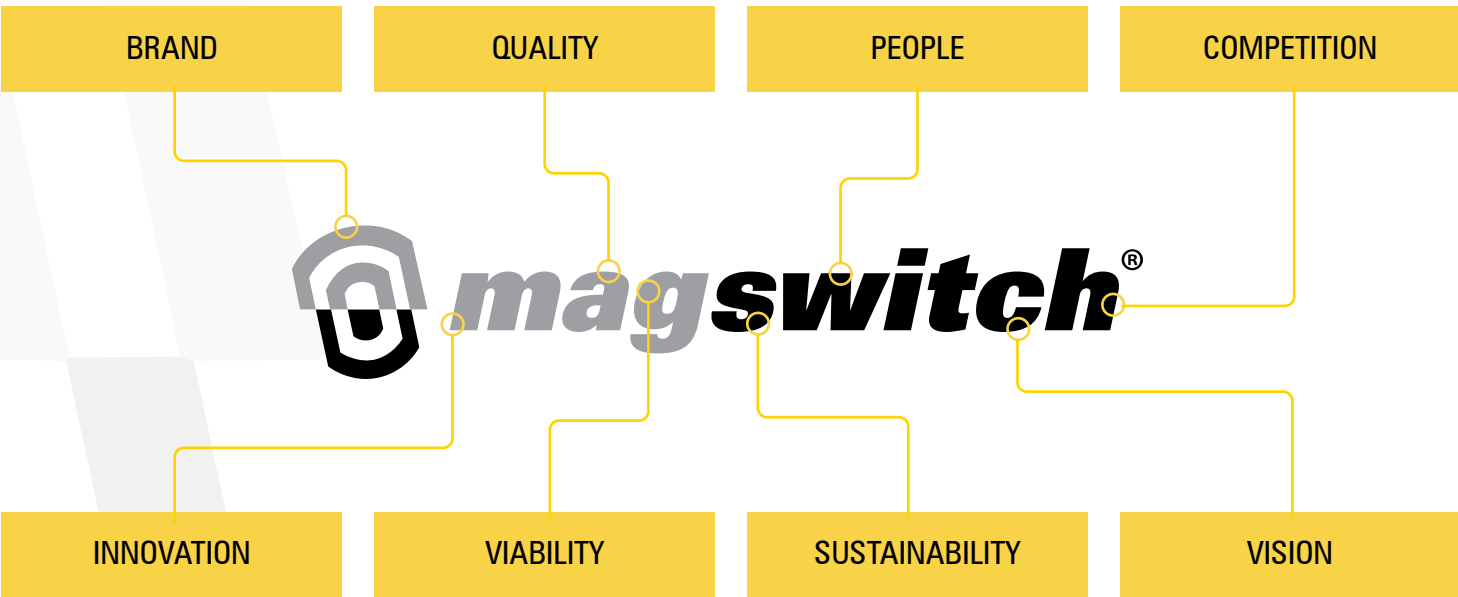 BRAND
QUALITY
PEOPLE
COMPETITION
magswitch®
INNOVATION
VIABILITY
SUSTAINABILITY
VISION